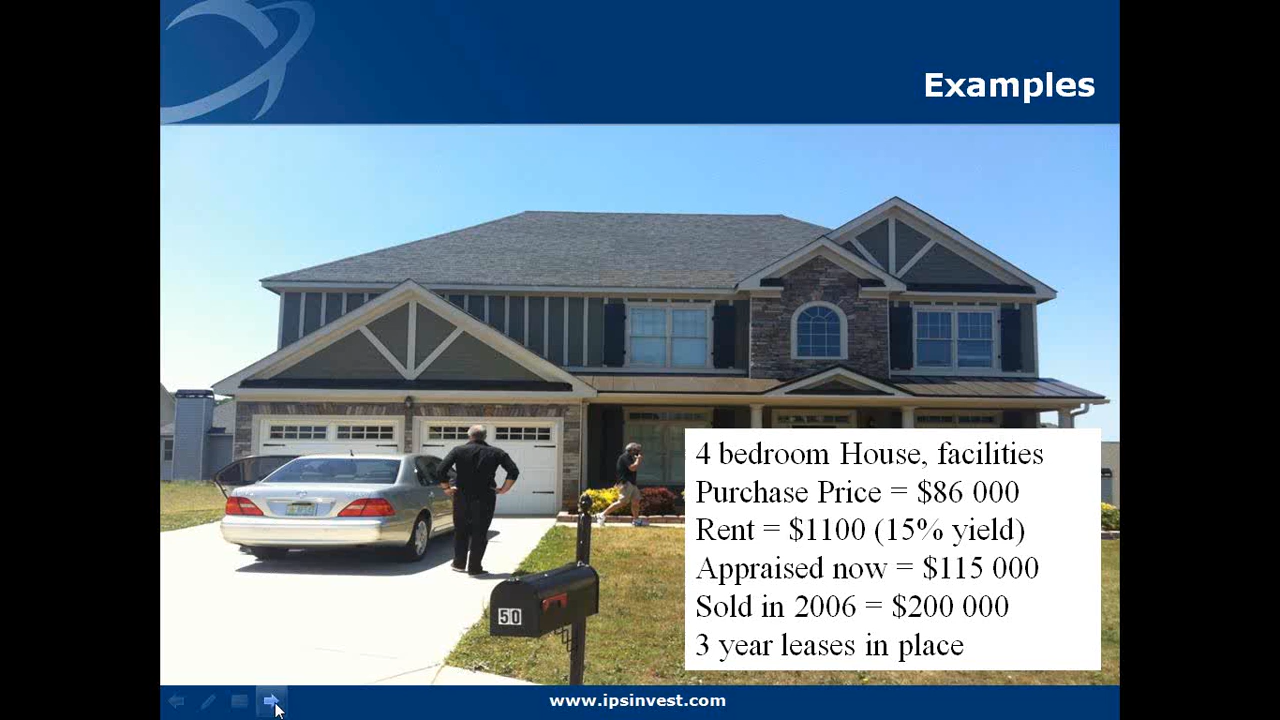 Examples
4 bedroom House, facilities
Purchase Price = $86 000
Rent = $1100 (15% yield)
Appraised now = $115 000
Sold in 2006 = $200 000
3 year leases in place
50
www.ipsinvest.com